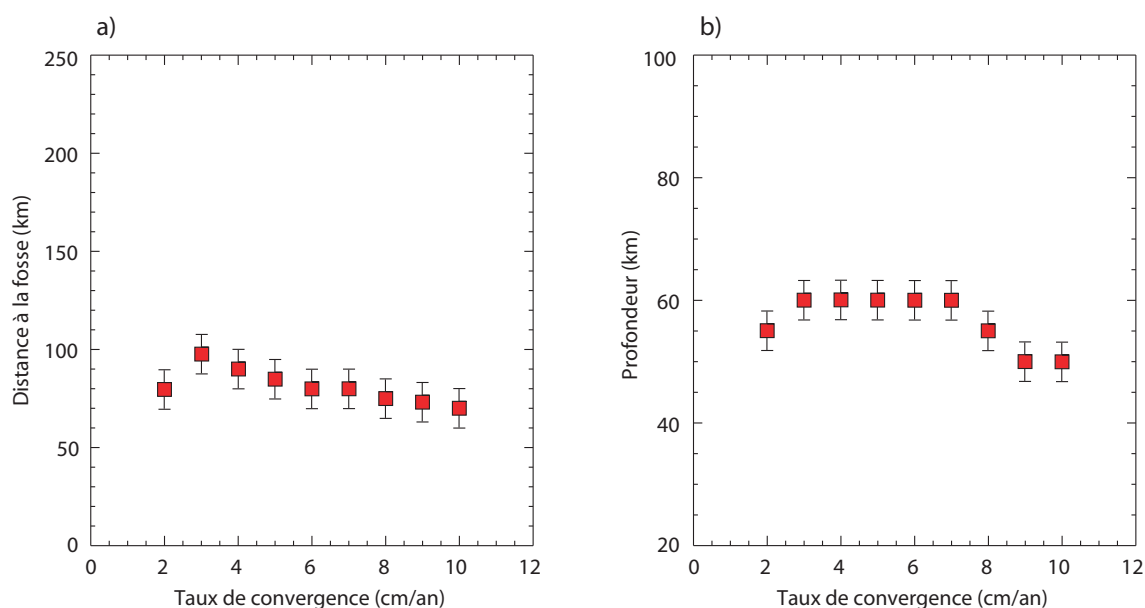 a)
250
200
150
100
50
0
Distance à la fosse (km)
0 2 4 6 8 10 12
Taux de convergence (cm/an)
b)
100
80
60
40
20
Profondeur (km)
0 2 4 6 8 10 12
Taux de convergence (cm/an)